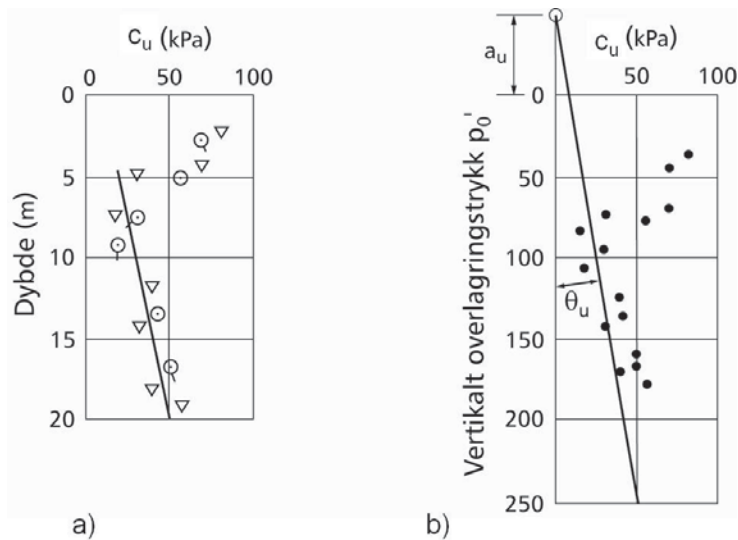 c_u (kPa)
0 50 100
0
5
10
15
20
Dybde (m)
a)
a_u
c_u (kPa)
50 100
0
50
100
150
200
250
Vertikalt overlagringstrykk p_0'
θ_u
b)